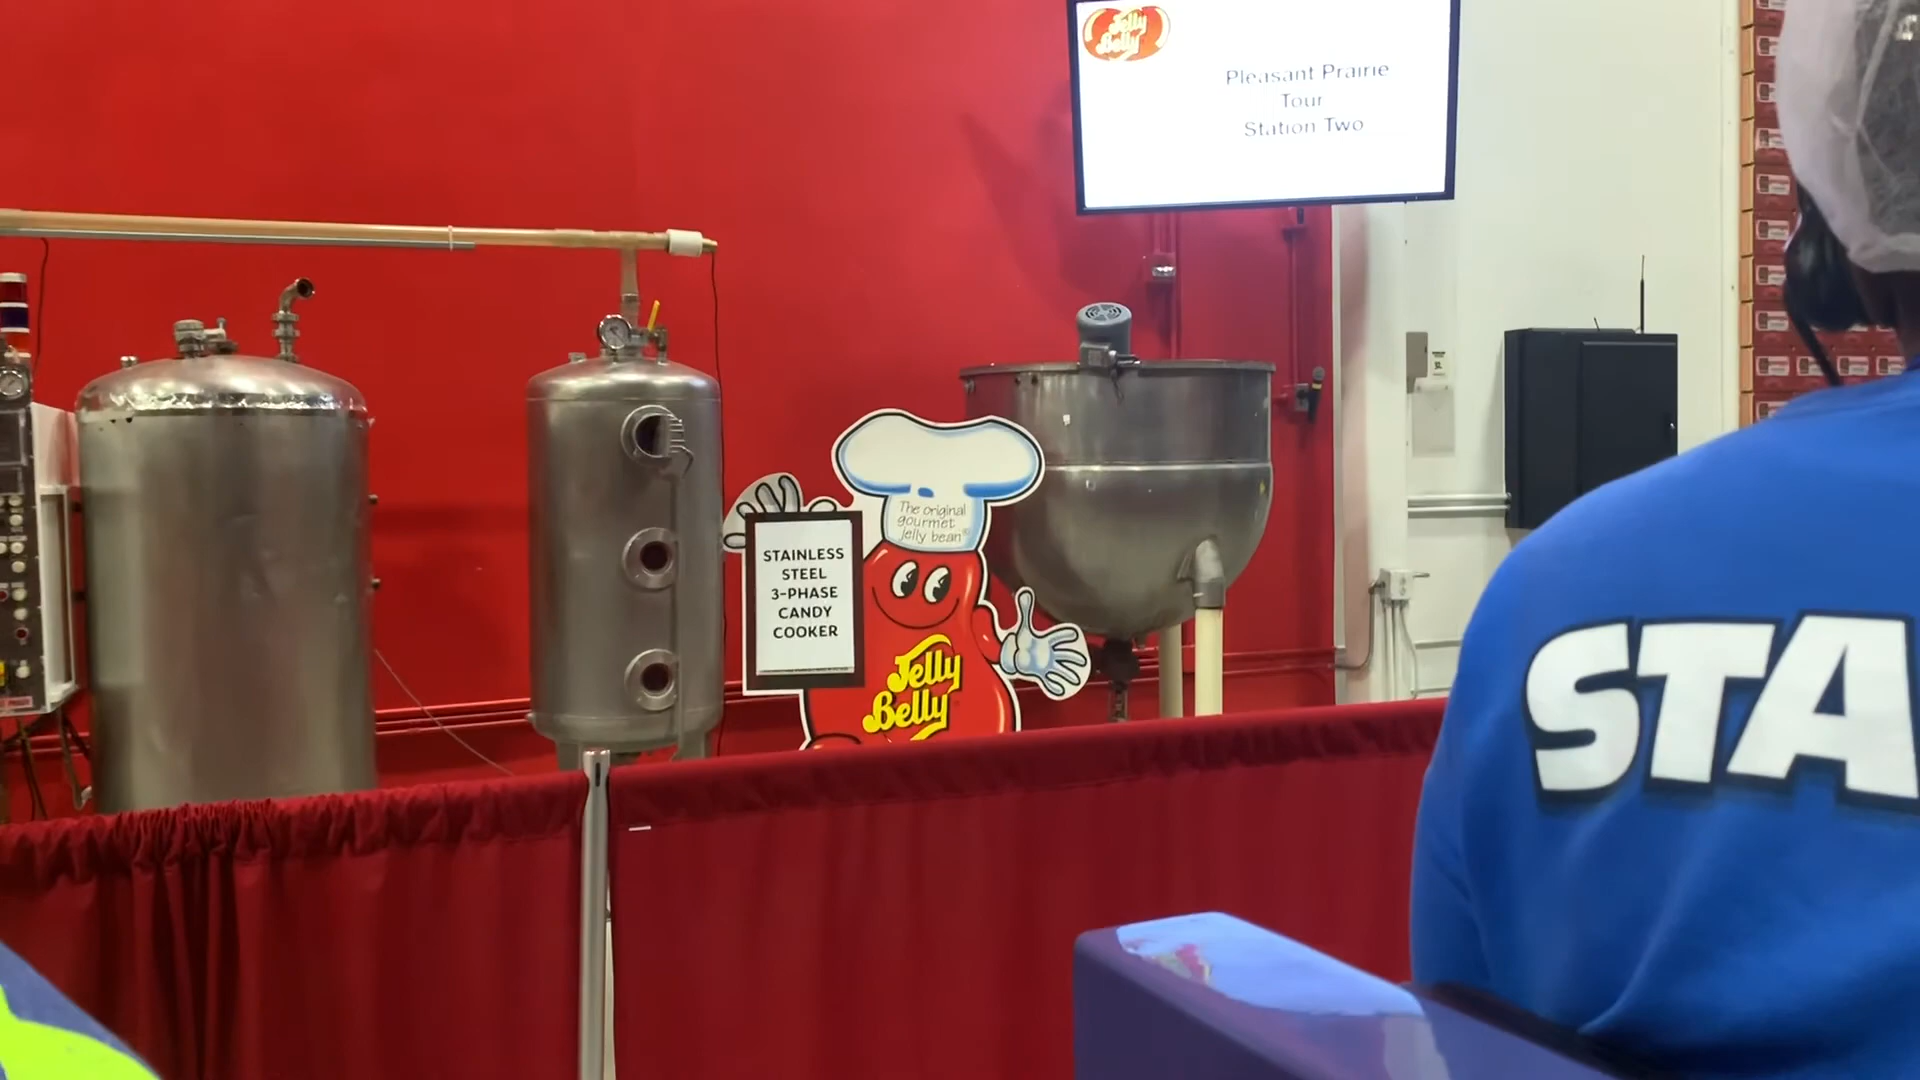 Jelly
Belly
Pleasant Prairie
Tour
Station Two
The original
gourmet
jelly bean®
STAINLESS
STEEL
3-PHASE
CANDY
COOKER
Jelly
Belly
STA